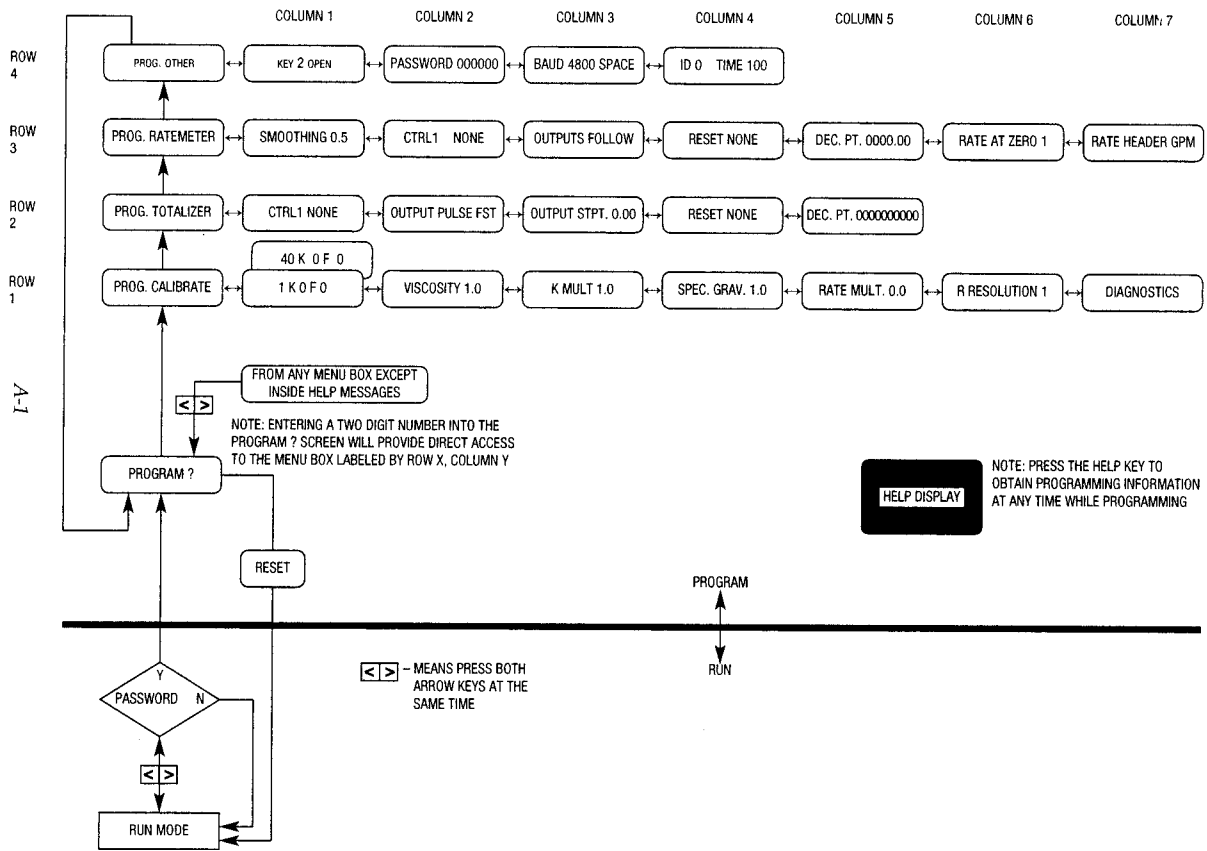 COLUMN 1 COLUMN 2 COLUMN 3 COLUMN 4 COLUMN 5 COLUMN 6 COLUMN 7
ROW
4
PROG. OTHER KEY 2 OPEN PASSWORD 000000 BAUD 4800 SPACE ID 0 TIME 100
ROW
3
PROG. RATEMETER SMOOTHING 0.5 CTRL1 NONE OUTPUTS FOLLOW RESET NONE DEC. PT. 0000.00 RATE AT ZERO 1 RATE HEADER GPM
ROW
2
PROG. TOTALIZER CTRL1 NONE OUTPUT PULSE FST OUTPUT STPT. 0.00 RESET NONE DEC. PT. 0000000000
40 K 0 F 0
ROW
1
PROG. CALIBRATE 1 K 0 F 0 VISCOSITY 1.0 K MULT 1.0 SPEC. GRAV. 1.0 RATE MULT. 0.0 R RESOLUTION 1 DIAGNOSTICS
A-1
FROM ANY MENU BOX EXCEPT
INSIDE HELP MESSAGES
< >
NOTE: ENTERING A TWO DIGIT NUMBER INTO THE
PROGRAM ? SCREEN WILL PROVIDE DIRECT ACCESS
TO THE MENU BOX LABELED BY ROW X, COLUMN Y
PROGRAM ?
HELP DISPLAY
NOTE: PRESS THE HELP KEY TO
OBTAIN PROGRAMMING INFORMATION
AT ANY TIME WHILE PROGRAMMING
RESET
PROGRAM
RUN
Y
PASSWORD N
< > – MEANS PRESS BOTH
ARROW KEYS AT THE
SAME TIME
< >
RUN MODE